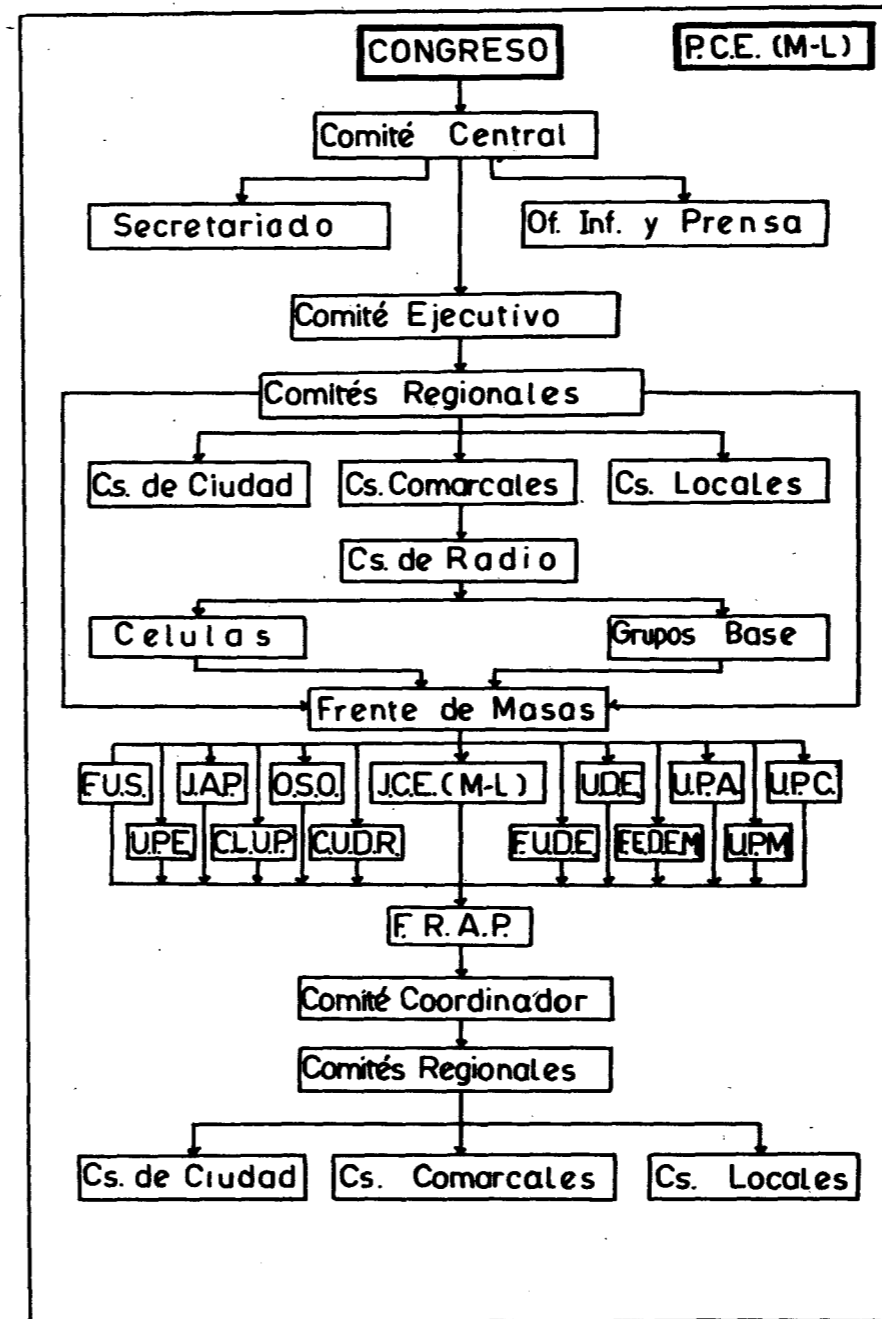 CONGRESO
P.C.E. (M-L)
Comité Central
Secretariado
Of. Inf. y Prensa
Comité Ejecutivo
Comités Regionales
Cs. de Ciudad
Cs. Comarcales
Cs. Locales
Cs. de Radio
Celulas
Grupos Base
Frente de Masas
F.U.S.
J.A.P.
O.S.O.
J.C.E. (M-L)
U.D.E.
U.P.A.
U.P.C.
U.P.E.
C.L.U.P.
C.U.D.R.
F.U.D.E.
F.E.D.E.M
U.P.M
F. R. A. P.
Comité Coordinador
Comités Regionales
Cs. de Ciudad
Cs. Comarcales
Cs. Locales